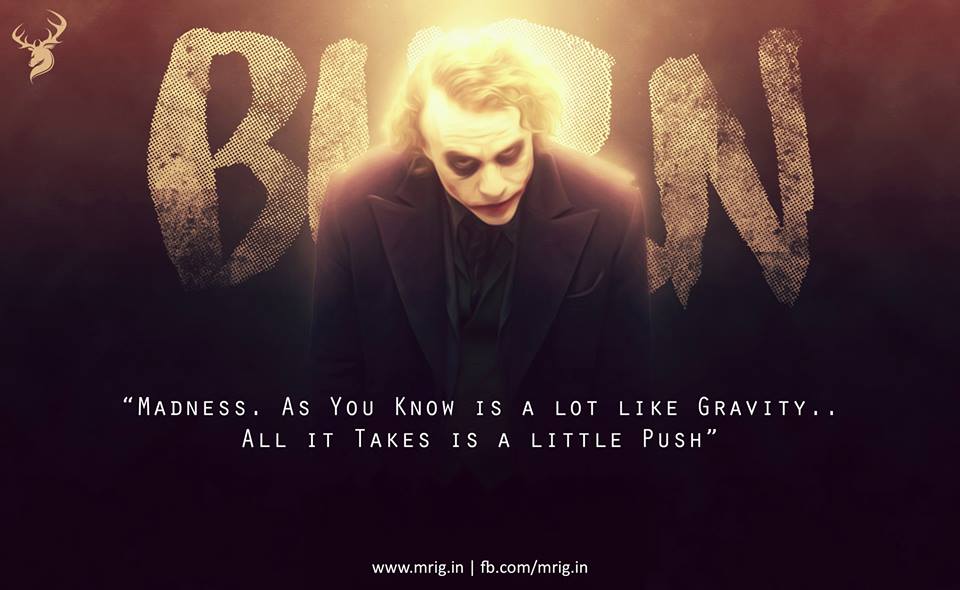 BURN
“MADNESS. AS YOU KNOW IS A LOT LIKE GRAVITY..
ALL IT TAKES IS A LITTLE PUSH”
www.mrig.in | fb.com/mrig.in